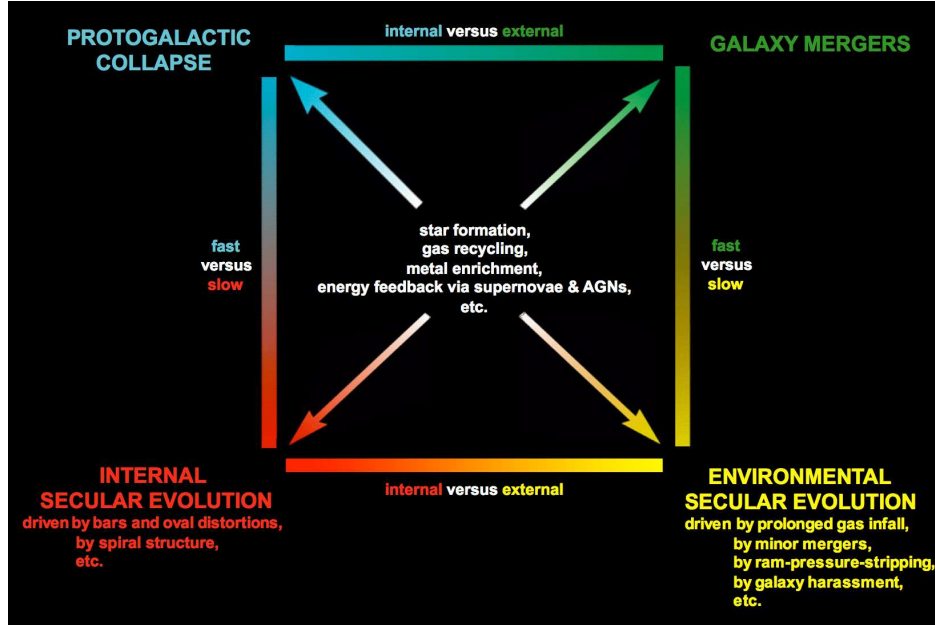 PROTOGALACTIC
COLLAPSE
internal versus external
GALAXY MERGERS
fast
versus
slow
star formation,
gas recycling,
metal enrichment,
energy feedback via supernovae & AGNs,
etc.
fast
versus
slow
INTERNAL
SECULAR EVOLUTION
driven by bars and oval distortions,
by spiral structure,
etc.
internal versus external
ENVIRONMENTAL
SECULAR EVOLUTION
driven by prolonged gas infall,
by minor mergers,
by ram-pressure-stripping,
by galaxy harassment,
etc.